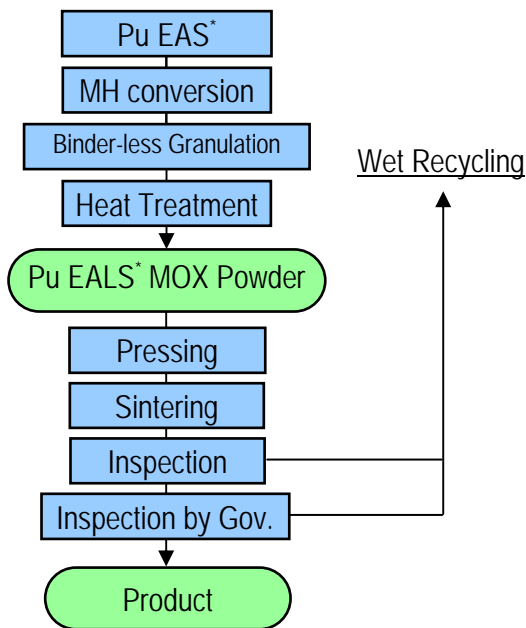 Pu EAS*
MH conversion
Binder-less Granulation
Wet Recycling
Heat Treatment
Pu EALS* MOX Powder
Pressing
Sintering
Inspection
Inspection by Gov.
Product